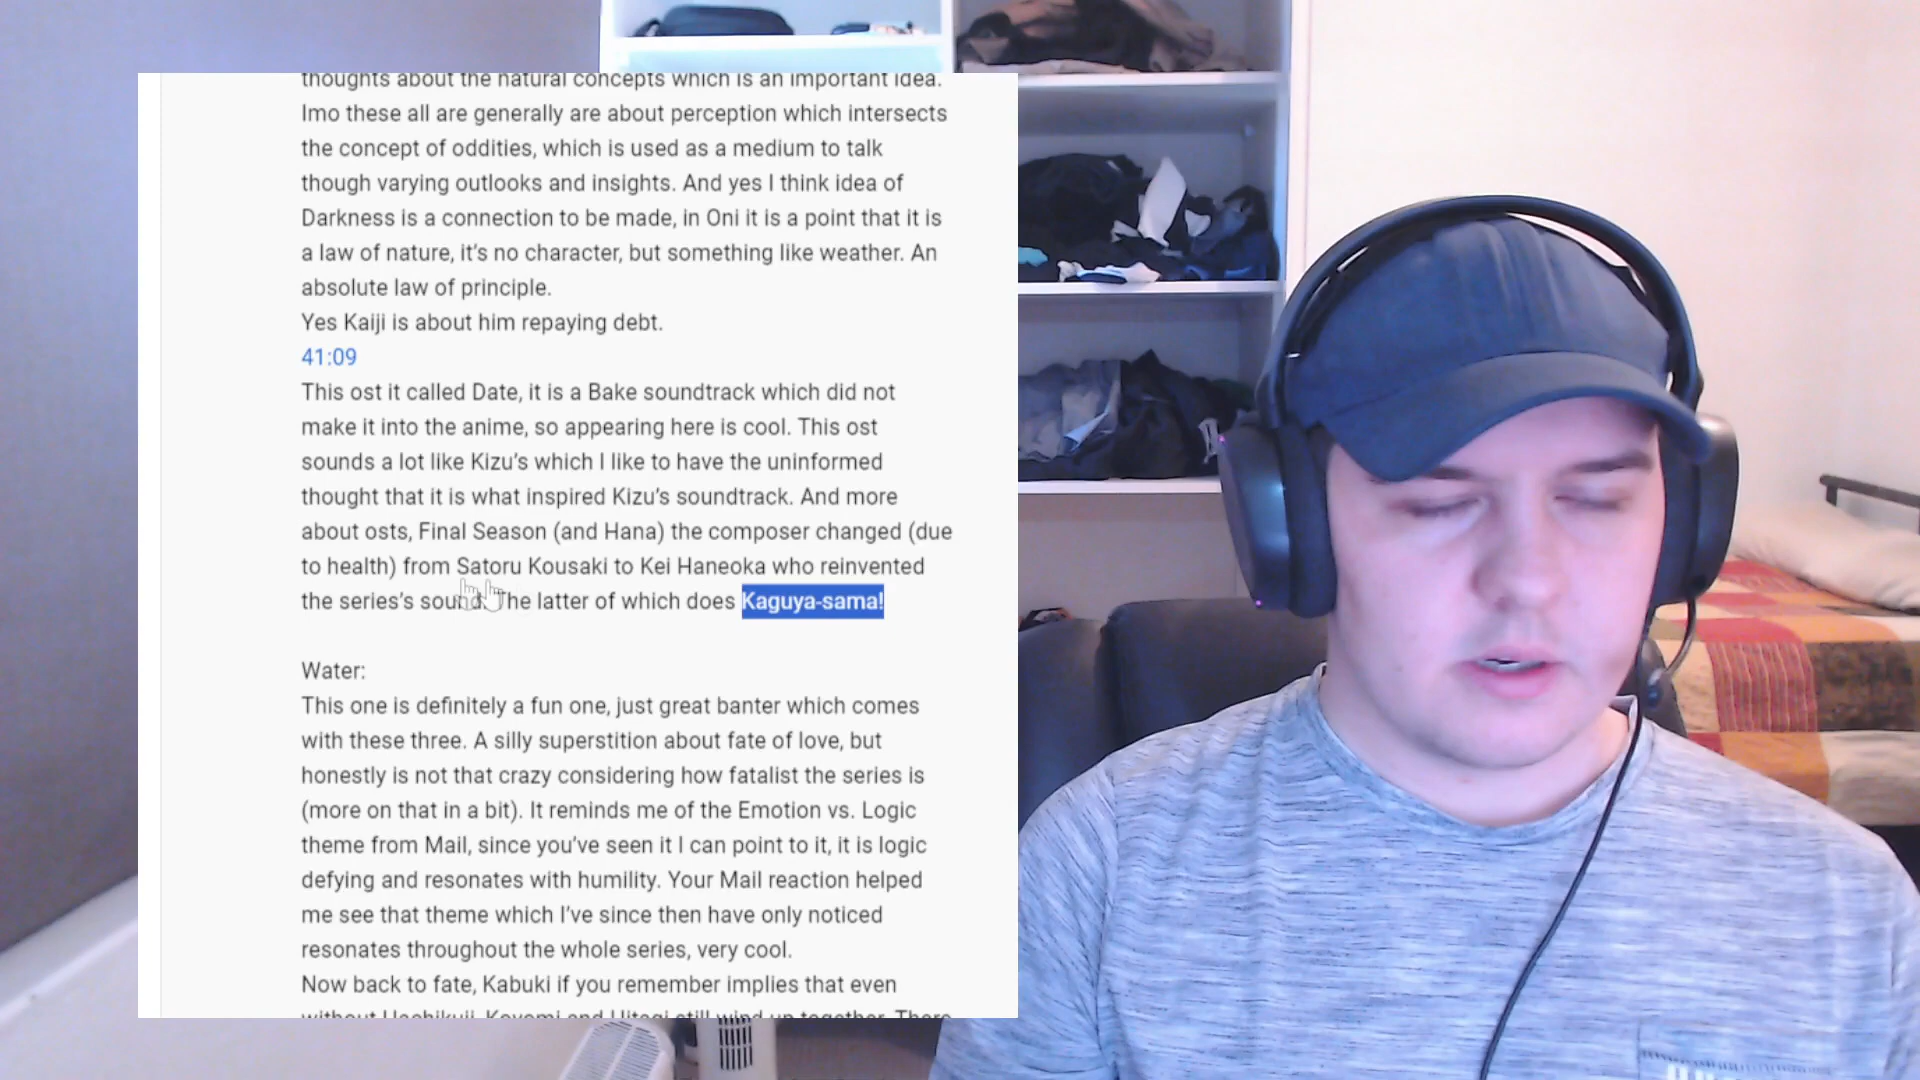 thoughts about the natural concepts which is an important idea.
Imo these all are generally are about perception which intersects
the concept of oddities, which is used as a medium to talk
though varying outlooks and insights. And yes I think idea of
Darkness is a connection to be made, in Oni it is a point that it is
a law of nature, it’s no character, but something like weather. An
absolute law of principle.
Yes Kaiji is about him repaying debt.
41:09
This ost it called Date, it is a Bake soundtrack which did not
make it into the anime, so appearing here is cool. This ost
sounds a lot like Kizu’s which I like to have the uninformed
thought that it is what inspired Kizu’s soundtrack. And more
about osts, Final Season (and Hana) the composer changed (due
to health) from Satoru Kousaki to Kei Haneoka who reinvented
the series’s sound. The latter of which does Kaguya-sama!
Water:
This one is definitely a fun one, just great banter which comes
with these three. A silly superstition about fate of love, but
honestly is not that crazy considering how fatalist the series is
(more on that in a bit). It reminds me of the Emotion vs. Logic
theme from Mail, since you’ve seen it I can point to it, it is logic
defying and resonates with humility. Your Mail reaction helped
me see that theme which I’ve since then have only noticed
resonates throughout the whole series, very cool.
Now back to fate, Kabuki if you remember implies that even
without Hachikuji, Koyomi and Hitagi still wind up together. There